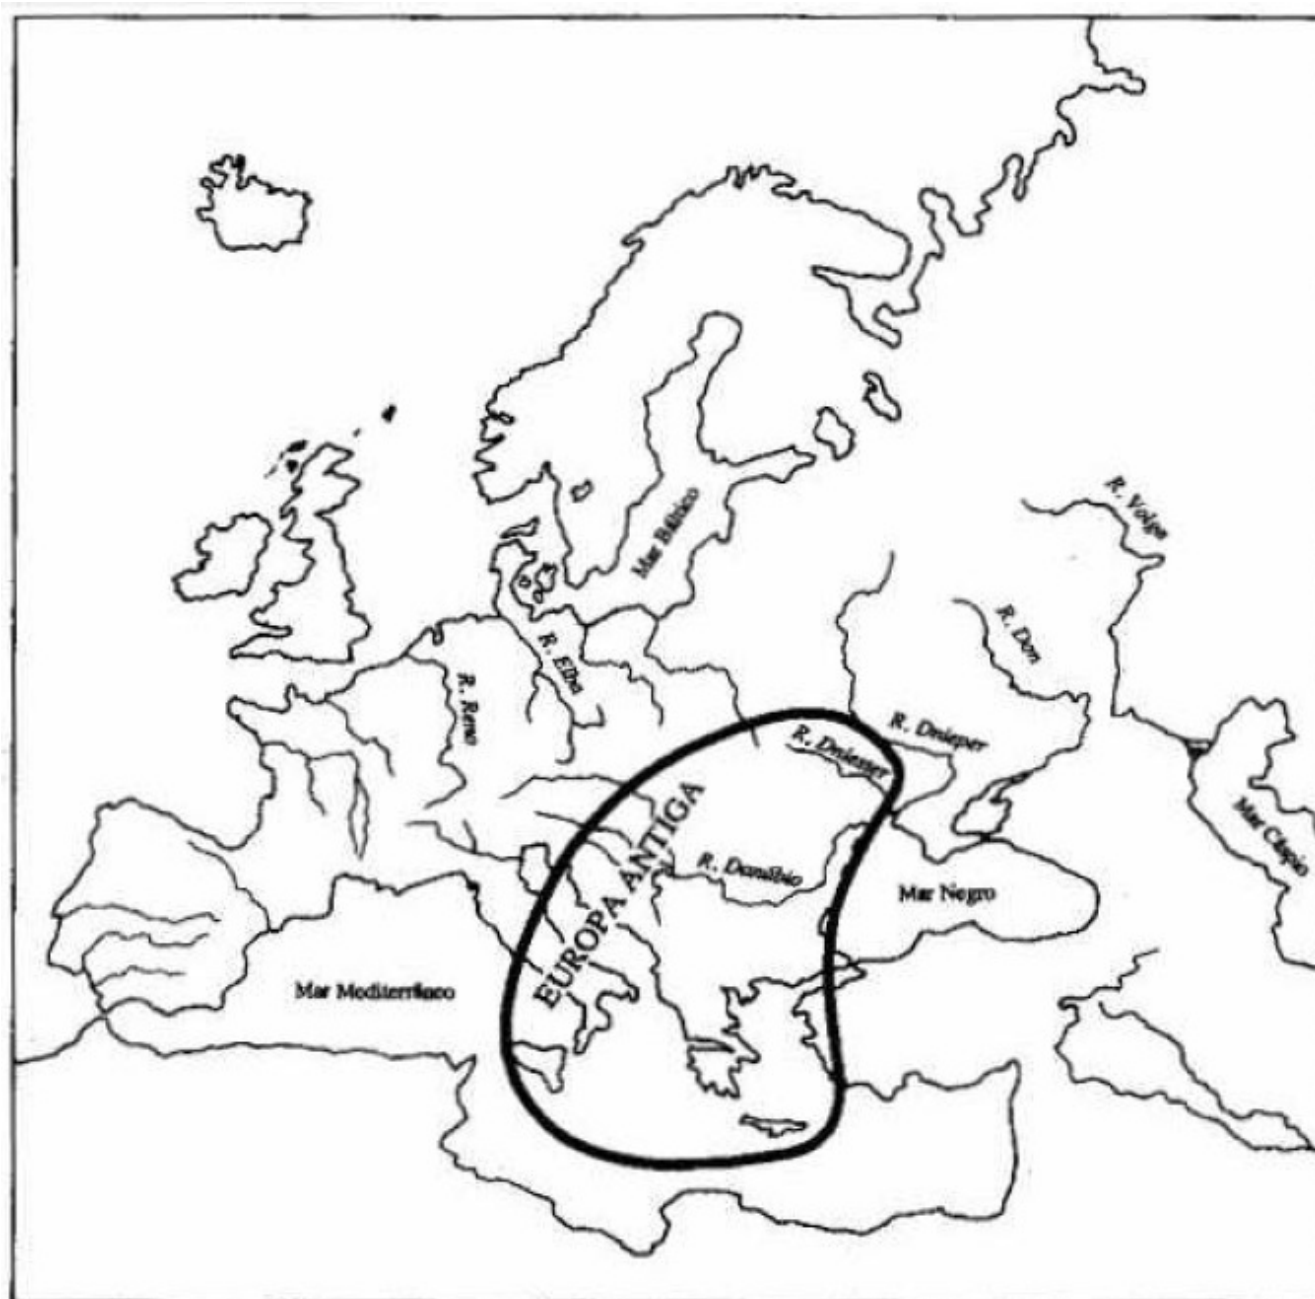 R. Volga
Mar Báltico
R. Don
R. Elba
R. Reno
R. Dnieper
R. Dniester
EUROPA ANTIGA
Mar Cáspio
R. Danúbio
Mar Negro
Mar Mediterrâneo